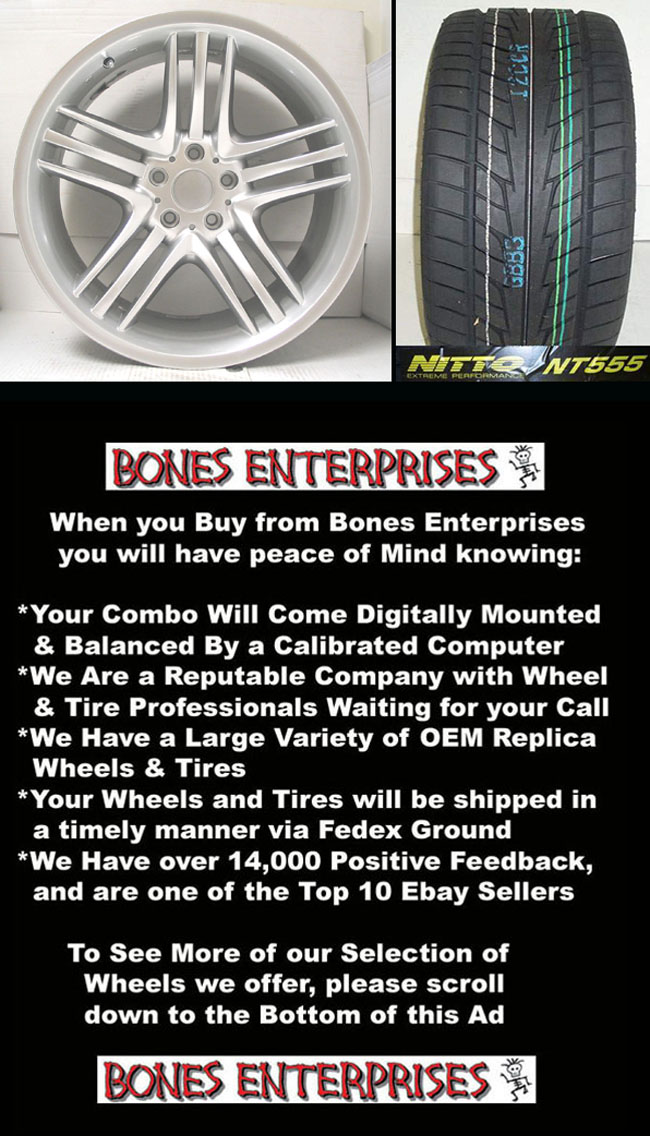 I2CCR
GBB3
NITTO NT555
EXTREME PERFORMANCE
BONES ENTERPRISES
When you Buy from Bones Enterprises
you will have peace of Mind knowing:
*Your Combo Will Come Digitally Mounted
& Balanced By a Calibrated Computer
*We Are a Reputable Company with Wheel
& Tire Professionals Waiting for your Call
*We Have a Large Variety of OEM Replica
Wheels & Tires
*Your Wheels and Tires will be shipped in
a timely manner via Fedex Ground
*We Have over 14,000 Positive Feedback,
and are one of the Top 10 Ebay Sellers
To See More of our Selection of
Wheels we offer, please scroll
down to the Bottom of this Ad
BONES ENTERPRISES